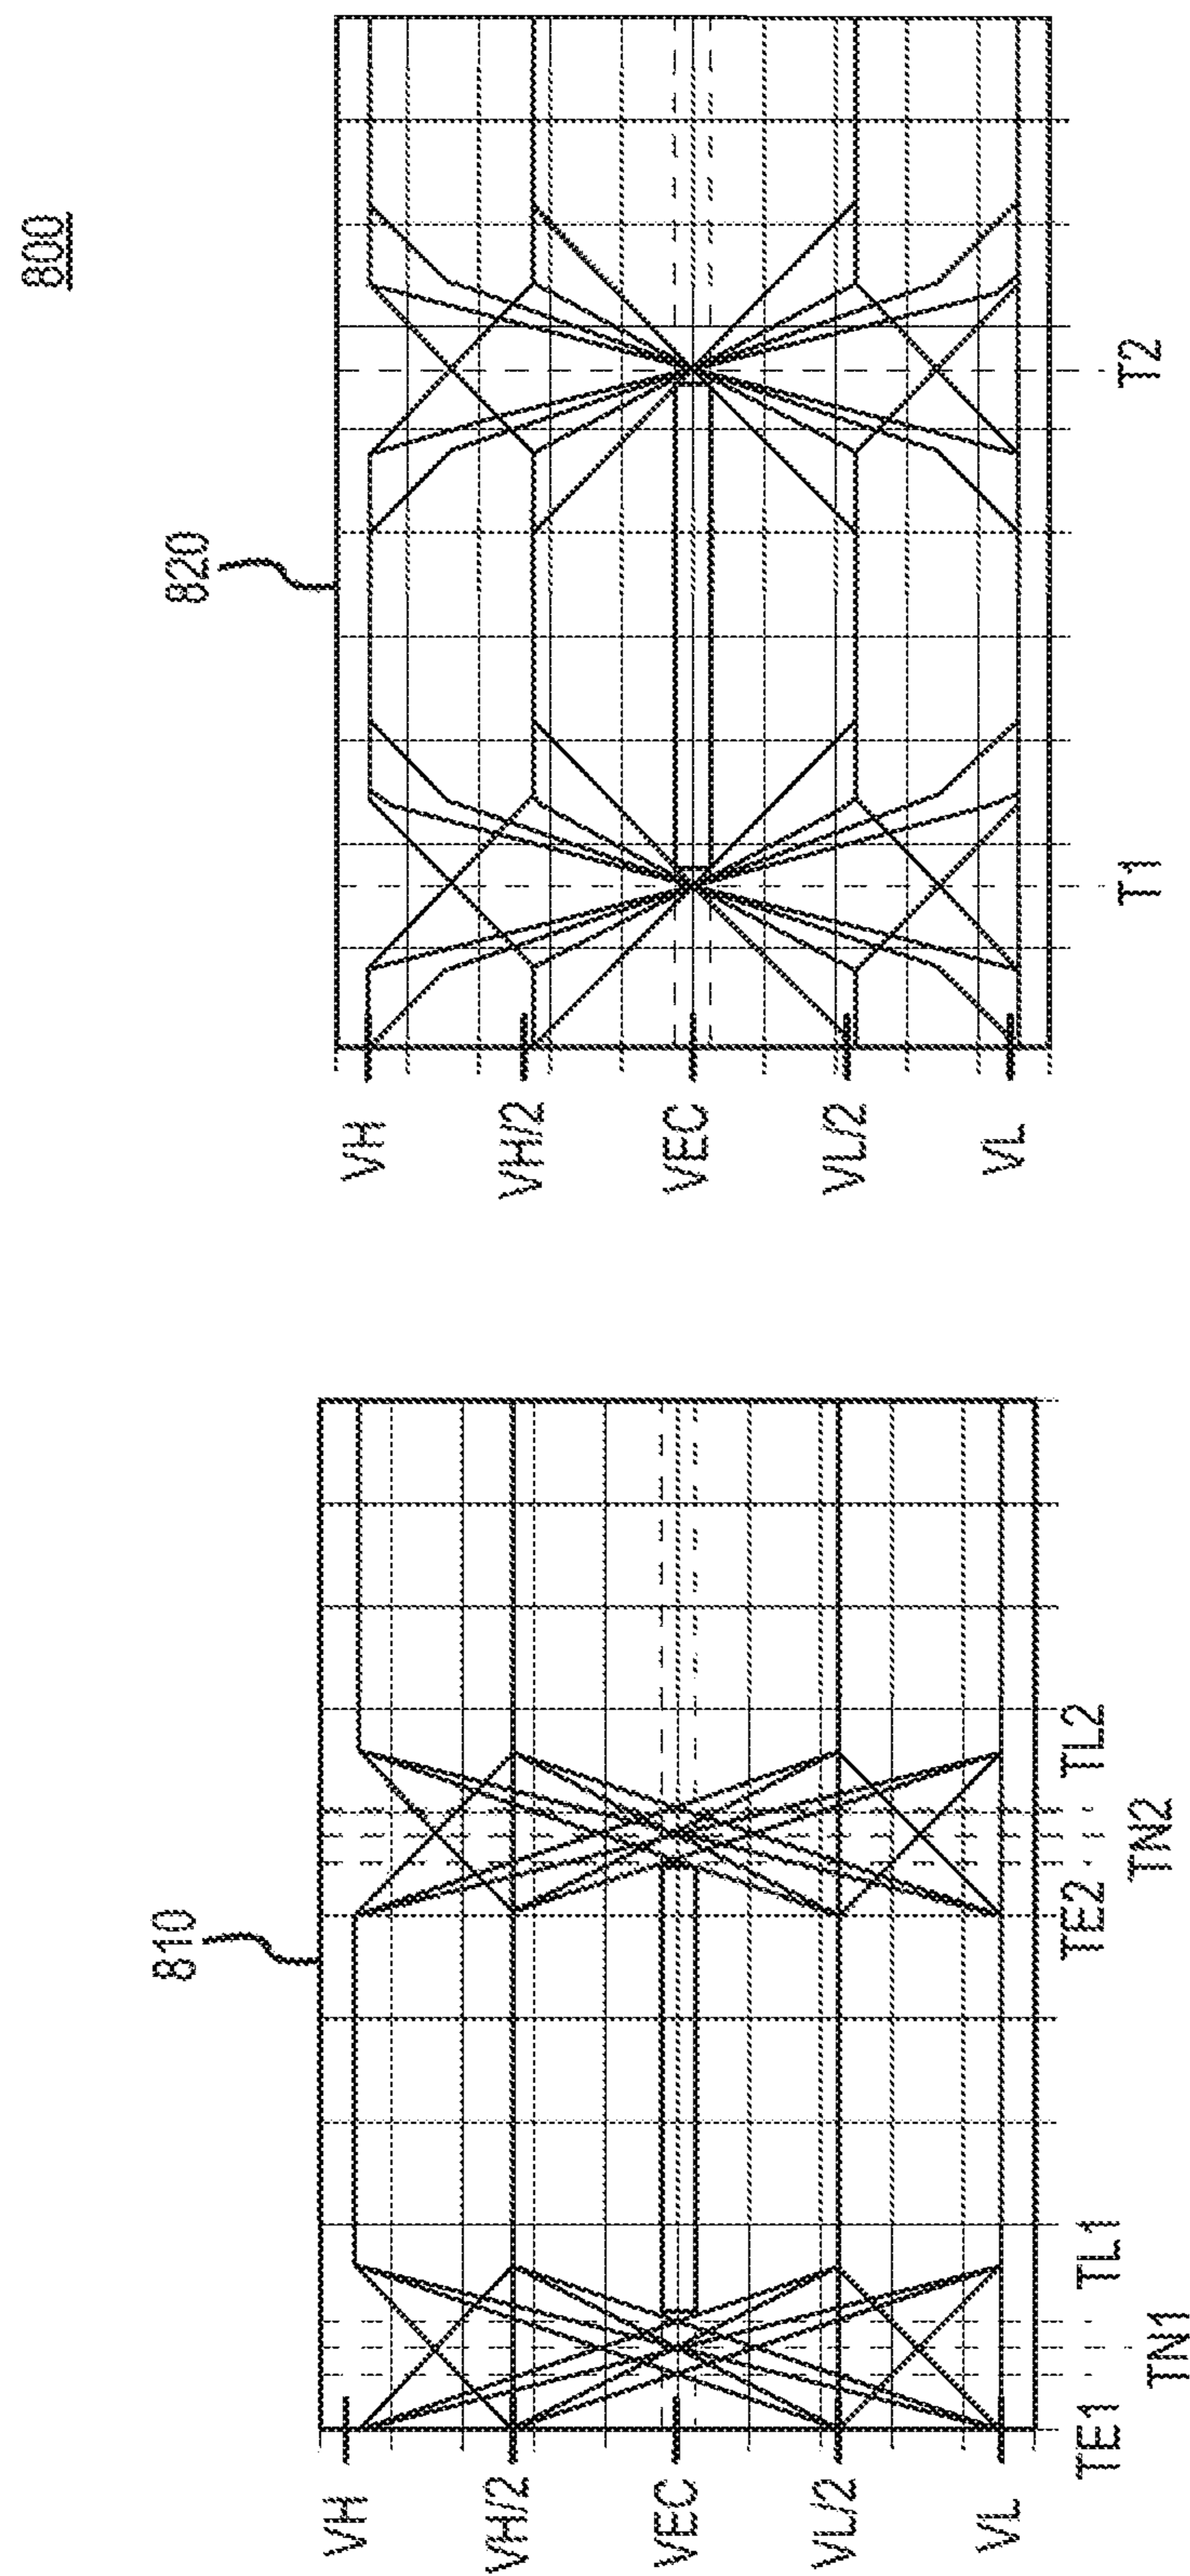 800
810
VH
VH/2
VEC
VL/2
VL
TE1
TN1
TL1
TE2
TN2
TL2
820
VH
VH/2
VEC
VL/2
VL
T1
T2